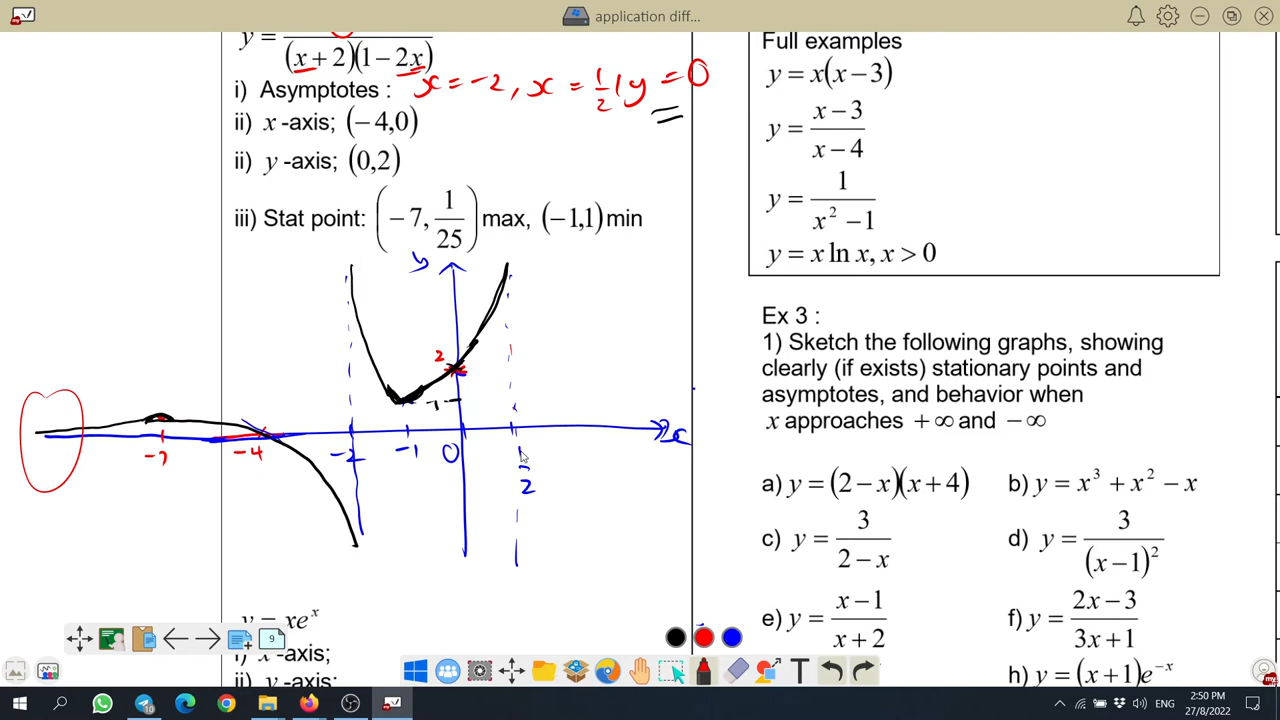 application diff...
y = (x+2)(1−2x)
i) Asymptotes : x = −2, x = 1/2, y = 0
ii) x -axis; (−4,0)
ii) y -axis; (0,2)
iii) Stat point: (−7, 1/25) max, (−1,1) min
y
2
1
−7 −4 −2 −1 0 1/2 x
y = xe^x
i) x -axis;
ii) y -axis;
Full examples
y = x(x−3)
y = (x−3)/(x−4)
y = 1/(x²−1)
y = x ln x, x > 0
Ex 3 :
1) Sketch the following graphs, showing
clearly (if exists) stationary points and
asymptotes, and behavior when
x approaches +∞ and −∞
a) y = (2−x)(x+4) b) y = x³ + x² − x
c) y = 3/(2−x) d) y = 3/(x−1)²
e) y = (x−1)/(x+2) f) y = (2x−3)/(3x+1)
h) y = (x+1)e^−x
9
ENG
2:50 PM
27/8/2022